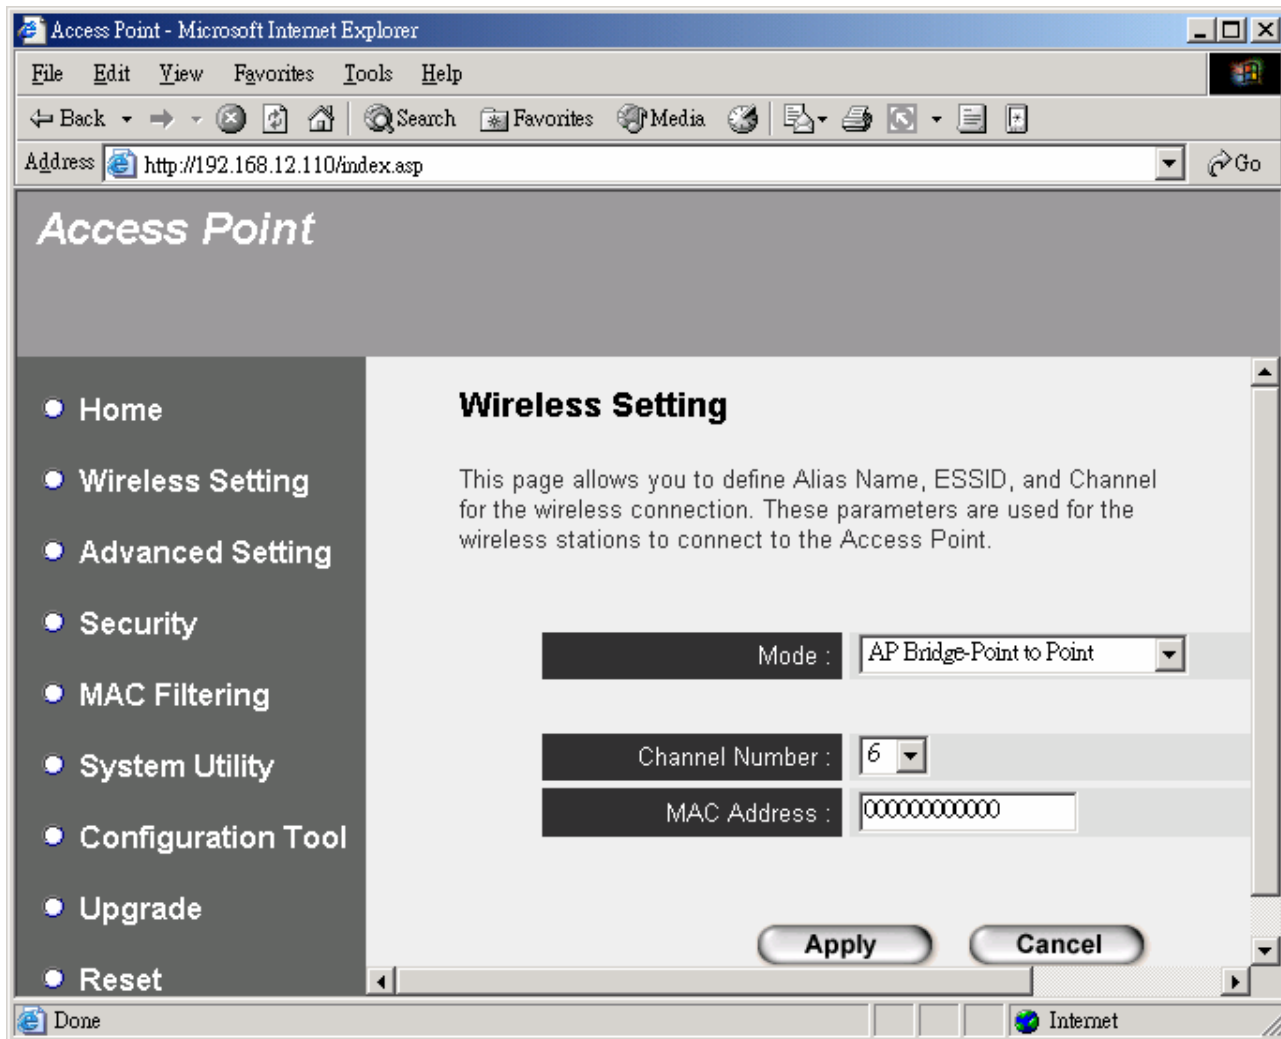 Access Point - Microsoft Internet Explorer
File Edit View Favorites Tools Help
Back Search Favorites Media
Address http://192.168.12.110/index.asp Go
Access Point
Home
Wireless Setting
Advanced Setting
Security
MAC Filtering
System Utility
Configuration Tool
Upgrade
Reset
Wireless Setting
This page allows you to define Alias Name, ESSID, and Channel
for the wireless connection. These parameters are used for the
wireless stations to connect to the Access Point.
Mode : AP Bridge-Point to Point
Channel Number : 6
MAC Address : 000000000000
Apply Cancel
Done Internet